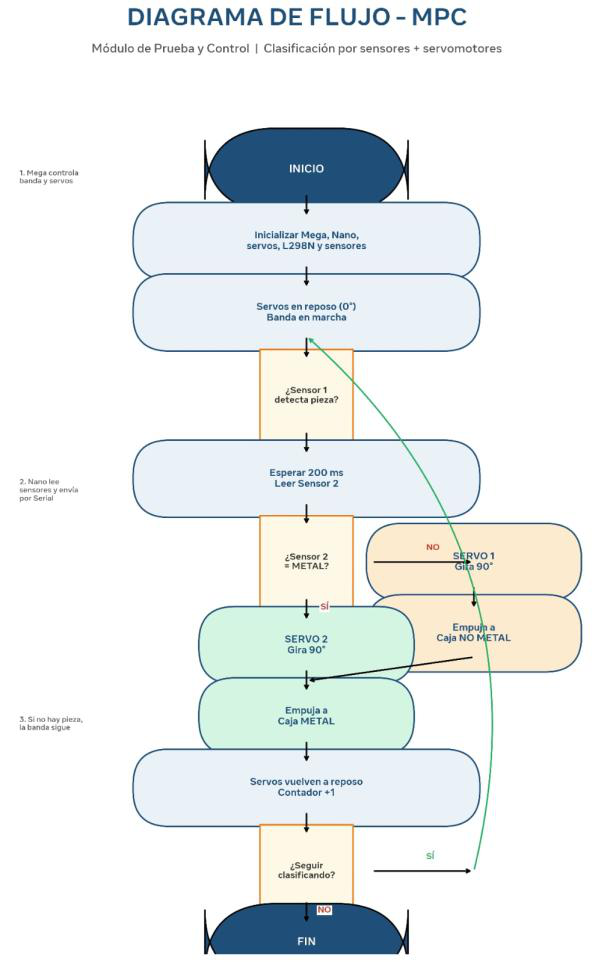 DIAGRAMA DE FLUJO - MPC
Módulo de Prueba y Control | Clasificación por sensores + servomotores
INICIO
1. Mega controla
banda y servos
Inicializar Mega, Nano,
servos, L298N y sensores
Servos en reposo (0°)
Banda en marcha
¿Sensor 1
detecta pieza?
Esperar 200 ms
Leer Sensor 2
2. Nano lee
sensores y envía
por Serial
¿Sensor 2
= METAL?
NO
SERVO 1
Gira 90°
SÍ
Empuja a
Caja NO METAL
SERVO 2
Gira 90°
Empuja a
Caja METAL
3. Si no hay pieza,
la banda sigue
Servos vuelven a reposo
Contador +1
¿Seguir
clasificando?
SÍ
NO
FIN